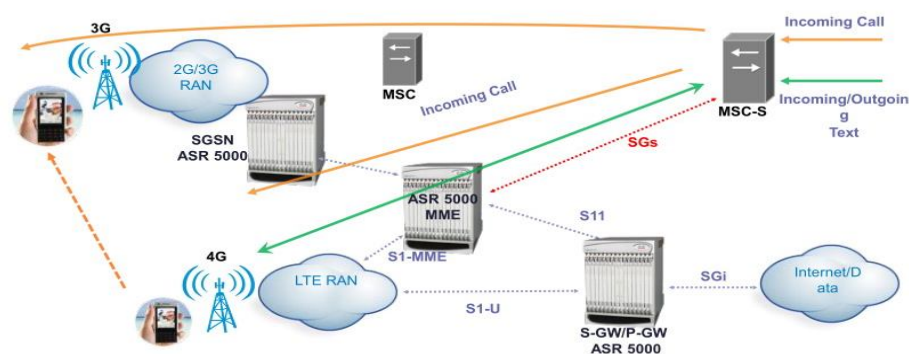 3G
2G/3G
RAN
MSC
Incoming Call
MSC-S
Incoming/Outgoin
g
Text
Incoming Call
SGSN
ASR 5000
SGs
ASR 5000
MME
S11
S1-MME
4G
LTE RAN
S1-U
SGi
Internet/D
ata
S-GW/P-GW
ASR 5000